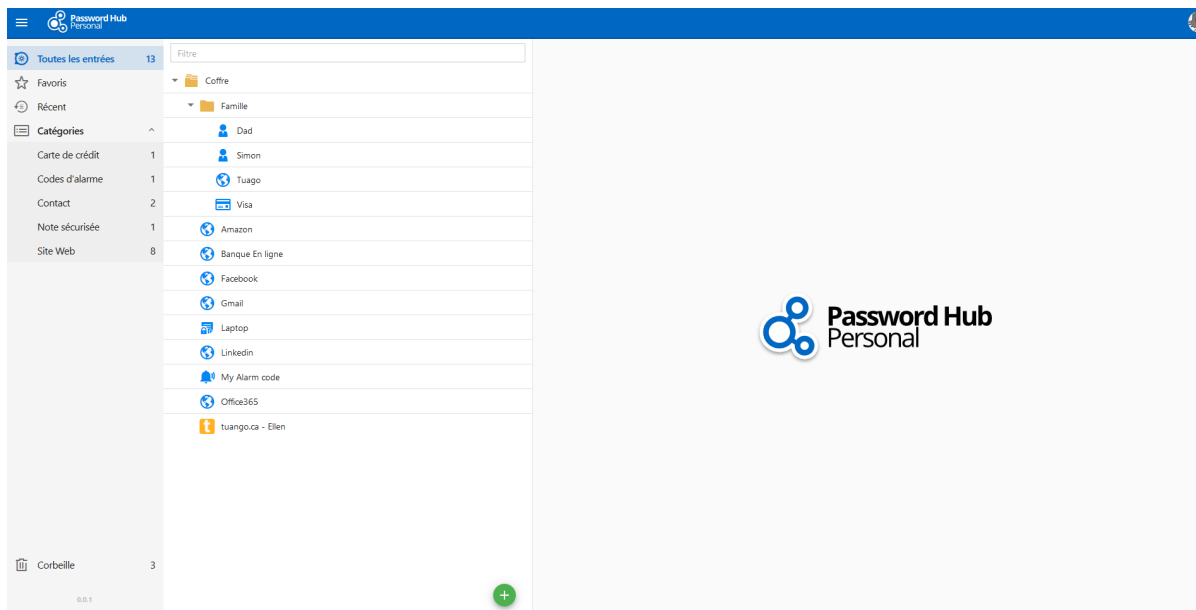 Password Hub
Personal
Toutes les entrées 13
Favoris
Récent
Catégories
Carte de crédit 1
Codes d'alarme 1
Contact 2
Note sécurisée 1
Site Web 8
Corbeille 3
0.0.1
Filtre
Coffre
Famille
Dad
Simon
Tuago
Visa
Amazon
Banque En ligne
Facebook
Gmail
Laptop
Linkedin
My Alarm code
Office365
t tuango.ca - Ellen
Password Hub
Personal